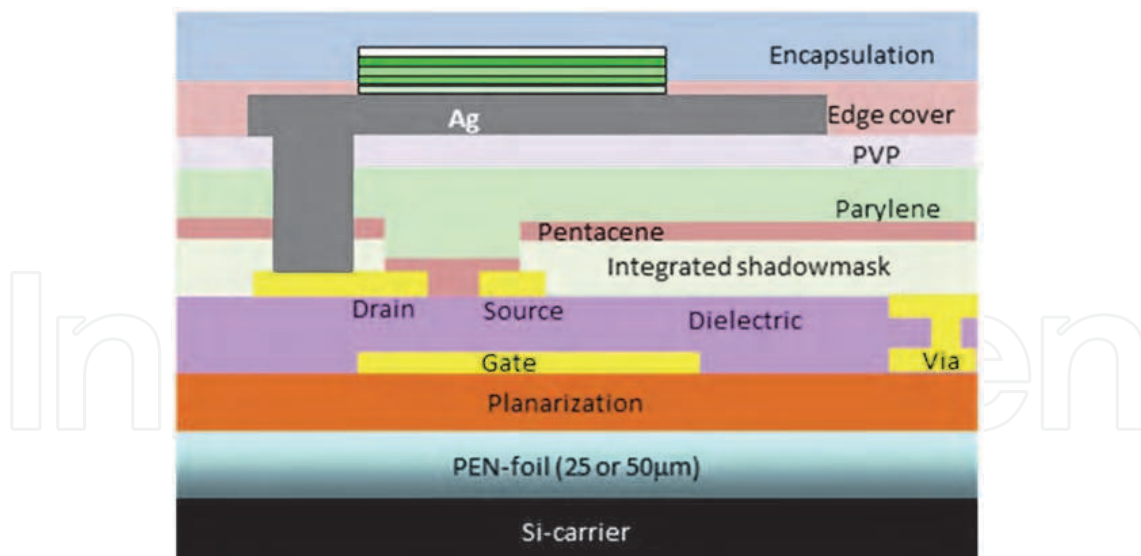 Encapsulation
Ag
Edge cover
PVP
Parylene
Pentacene
Integrated shadowmask
Drain
Source
Dielectric
Gate
Via
Planarization
PEN-foil (25 or 50μm)
Si-carrier